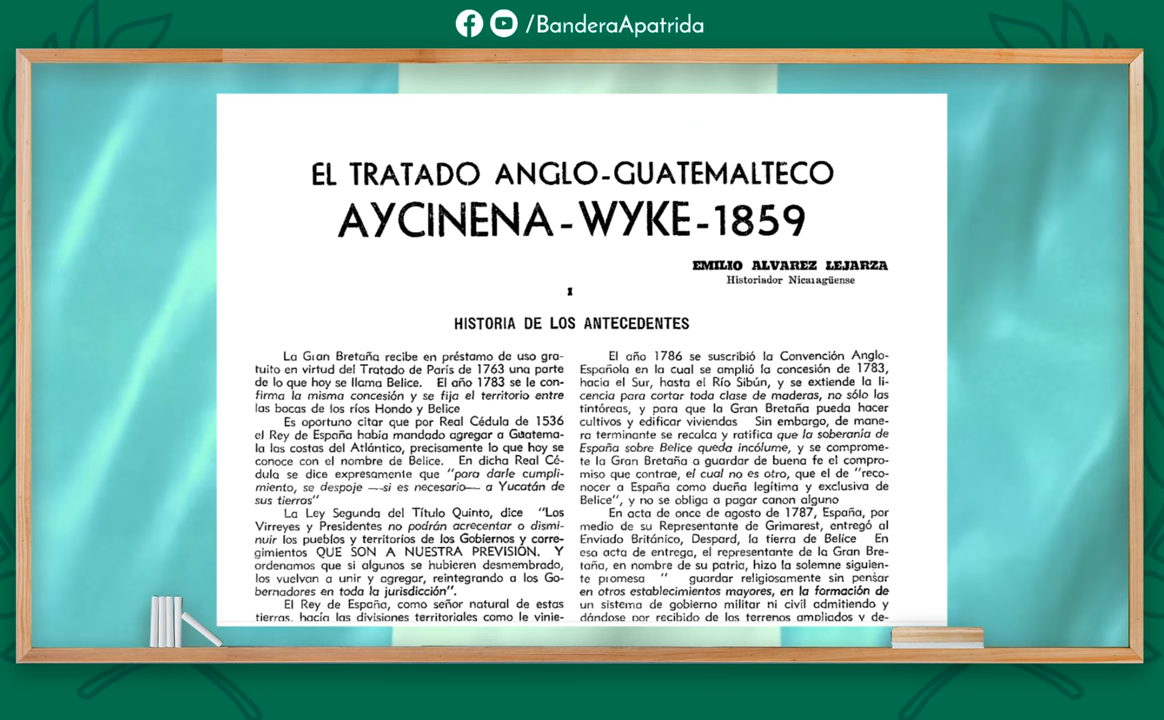 /BanderaApatrida
EL TRATADO ANGLO-GUATEMALTECO
AYCINENA-WYKE-1859
EMILIO ALVAREZ LEJARZA
Historiador Nicaragüense
I
HISTORIA DE LOS ANTECEDENTES
La Gran Bretaña recibe en préstamo de uso gra-
tuito en virtud del Tratado de París de 1763 una parte
de lo que hoy se llama Belice. El año 1783 se le con-
firma la misma concesión y se fija el territorio entre
las bocas de los ríos Hondo y Belice
Es oportuno citar que por Real Cédula de 1536
el Rey de España había mandado agregar a Guatema-
la las costas del Atlántico, precisamente lo que hoy se
conoce con el nombre de Belice. En dicha Real Cé-
dula se dice expresamente que "para darle cumpli-
miento, se despoje —si es necesario— a Yucatán de
sus tierras"
La Ley Segunda del Título Quinto, dice "Los
Virreyes y Presidentes no podrán acrecentar o dismi-
nuir los pueblos y territorios de los Gobiernos y corre-
gimientos QUE SON A NUESTRA PREVISIÓN. Y
ordenamos que si algunos se hubieren desmembrado,
los vuelvan a unir y agregar, reintegrando a los Go-
bernadores en toda la jurisdicción".
El Rey de España, como señor natural de estas
tierras, hacía las divisiones territoriales como le vinie-
El año 1786 se suscribió la Convención Anglo-
Española en la cual se amplió la concesión de 1783,
hacia el Sur, hasta el Río Sibún, y se extiende la li-
cencia para cortar toda clase de maderas, no sólo las
tintóreas, y para que la Gran Bretaña pueda hacer
cultivos y edificar viviendas Sin embargo, de mane-
ra terminante se recalca y ratifica que la soberanía de
España sobre Belice queda incólume, y se comprome-
te la Gran Bretaña a guardar de buena fe el compro-
miso que contrae, el cual no es otro, que el de "reco-
nocer a España como dueña legítima y exclusiva de
Belice", y no se obliga a pagar canon alguno
En acta de once de agosto de 1787, España, por
medio de su Representante de Grimarest, entregó al
Enviado Británico, Despard, la tierra de Belice En
esa acta de entrega, el representante de la Gran Bre-
taña, en nombre de su patria, hizo la solemne siguien-
te promesa " guardar religiosamente sin pensar
en otros establecimientos mayores, en la formación de
un sistema de gobierno militar ni civil admitiendo y
dándose por recibido de los terrenos ampliados y de-